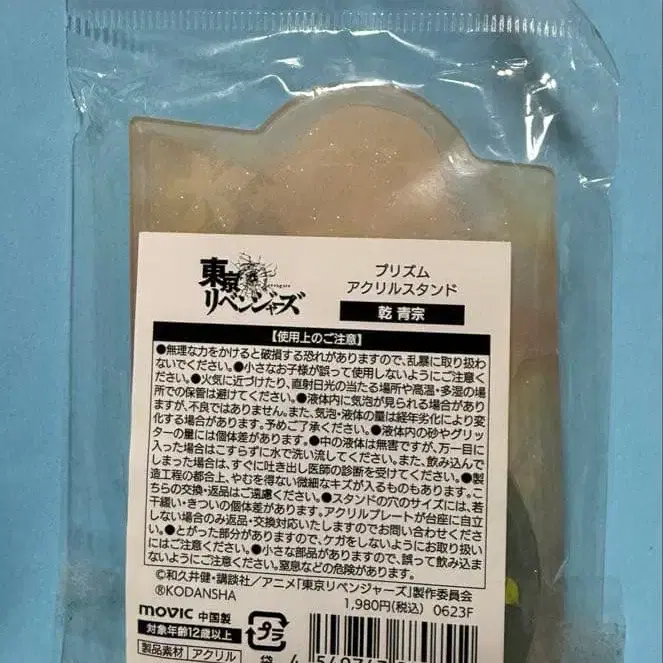 東京
リベンジャーズ
プリズム
アクリルスタンド
乾 青宗
【使用上のご注意】
●無理な力をかけると破損する恐れがありますので、乱暴に取り扱わ
ないでください。●小さなお子様が誤って使用しないようにご注意く
ださい。●火気に近づけたり、直射日光の当たる場所や高温・多湿の場
所での保管は避けてください。●液体内に気泡が見られる場合があり
ますが、不良ではありません。また、気泡・液体の量は経年劣化により変
化する場合があります。予めご了承ください。●液体内の砂やグリッ
ターの量には個体差があります。●中の液体は無害ですが、万一目に
入った場合はこすらずに水で洗い流してください。また、飲み込んで
しまった場合は、すぐに吐き出し医師の診断を受けてください。●製
造工程の都合上、やむを得ない微細なキズが入るものもあります。こ
ちらの交換・返品はご遠慮ください。●スタンドの穴のサイズには、若
干緩い・きついの個体差があります。アクリルプレートが台座に自立
しない場合のみ返品・交換対応いたしますのでお問い合わせくださ
い。●とがった部分がありますので、ケガをしないようにお取り扱い
にはご注意ください。●小さな部品がありますので、誤って飲み込ま
ないようにご注意ください。窒息などの危険があります。
©和久井健・講談社／アニメ「東京リベンジャーズ」製作委員会
®KODANSHA
1,980円(税込) 0623F
movic 中国製
対象年齢12歳以上
プラ
袋
製品素材 アクリル